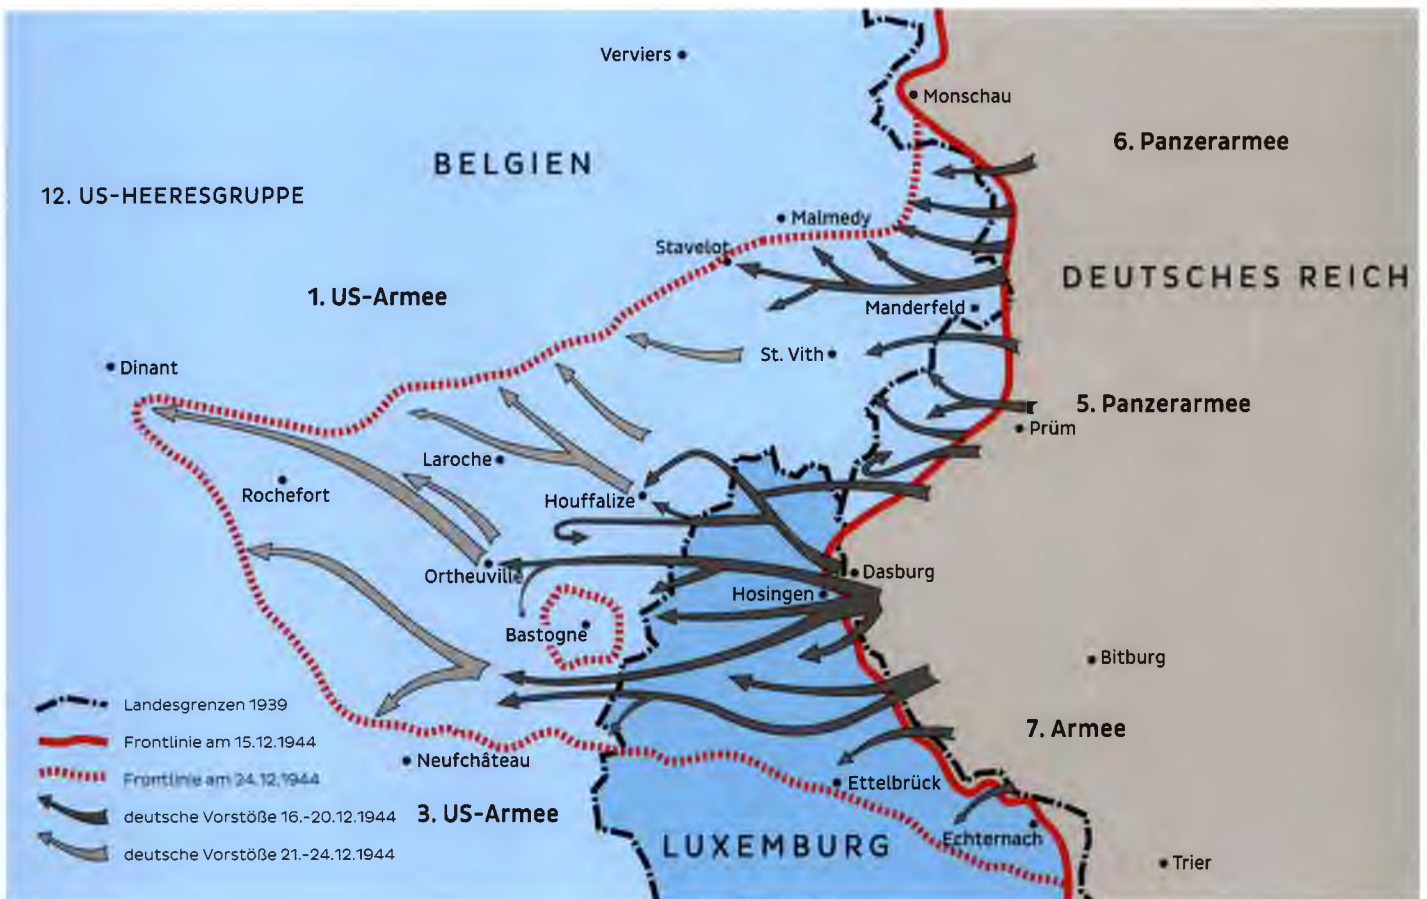 Verviers
Monschau
6. Panzerarmee
BELGIEN
12. US-HEERESGRUPPE
Malmedy
Stavelot
DEUTSCHES REICH
1. US-Armee
Manderfeld
St. Vith
Dinant
5. Panzerarmee
Prüm
Laroche
Rochefort
Houffalize
Ortheuville
Dasburg
Hosingen
Bastogne
Bitburg
Landesgrenzen 1939
7. Armee
Frontlinie am 15.12.1944
Neufchâteau
Frontlinie am 24.12.1944
Ettelbrück
deutsche Vorstöße 16.-20.12.1944
3. US-Armee
Echternach
LUXEMBURG
deutsche Vorstöße 21.-24.12.1944
Trier